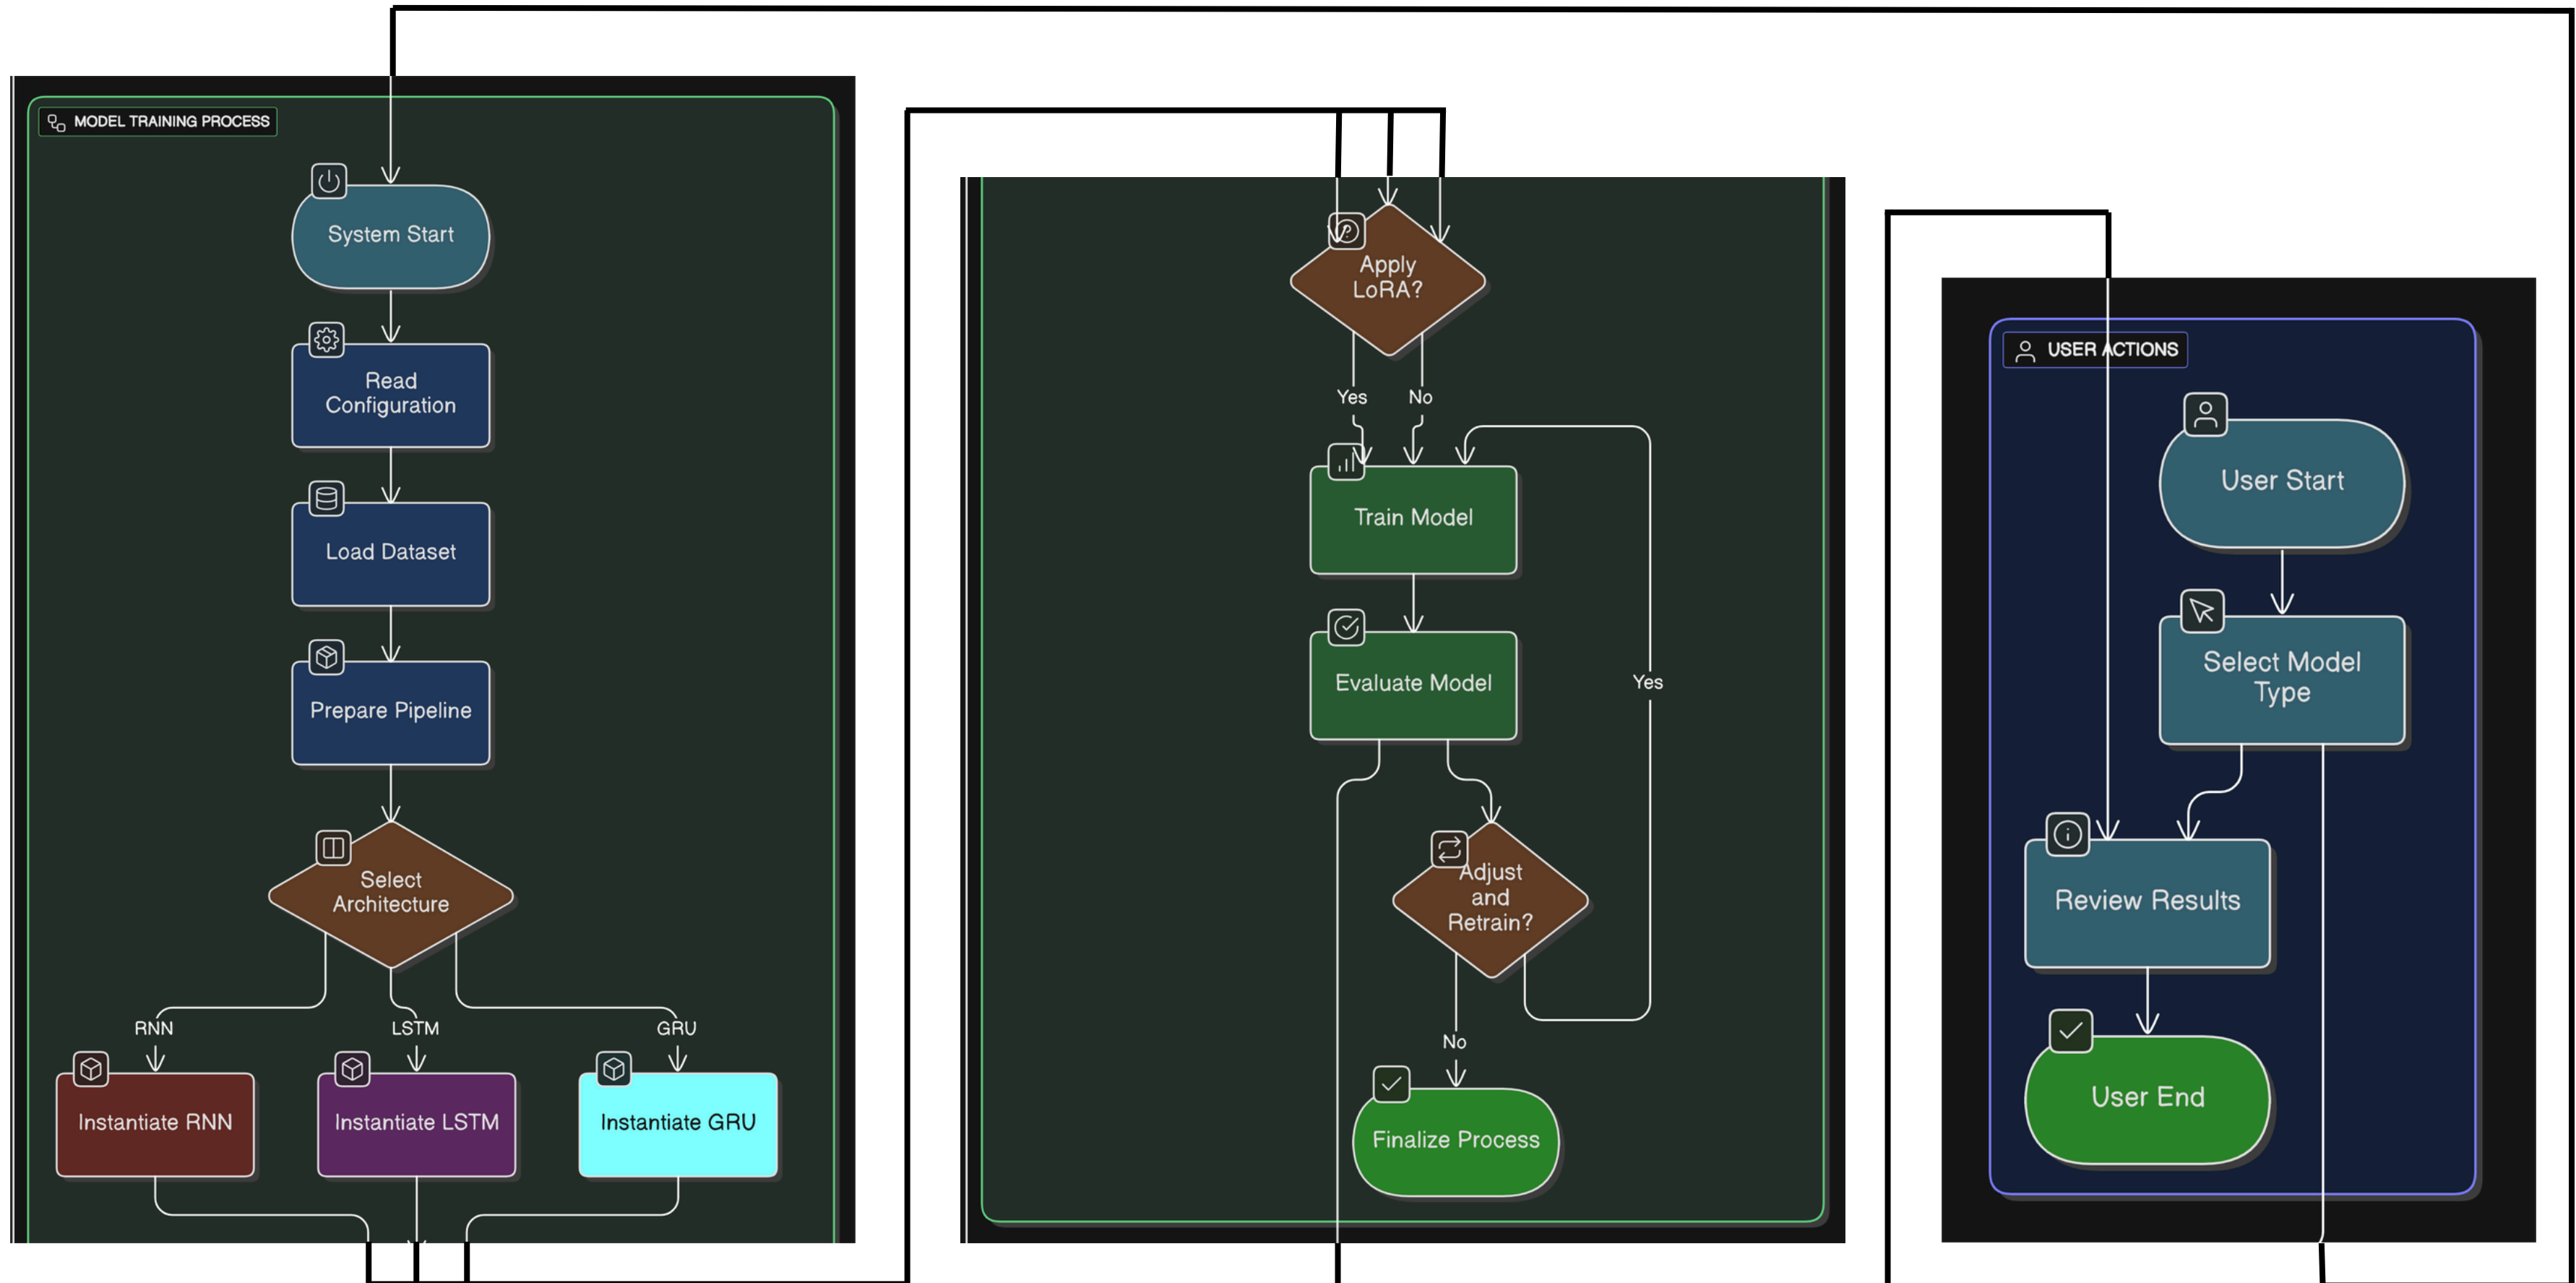 MODEL TRAINING PROCESS
System Start
Read
Configuration
Load Dataset
Prepare Pipeline
Select
Architecture
RNN
LSTM
GRU
Instantiate RNN
Instantiate LSTM
Instantiate GRU
Apply
LoRA?
Yes
No
Train Model
Evaluate Model
Yes
Adjust
and
Retrain?
No
Finalize Process
USER ACTIONS
User Start
Select Model
Type
Review Results
User End